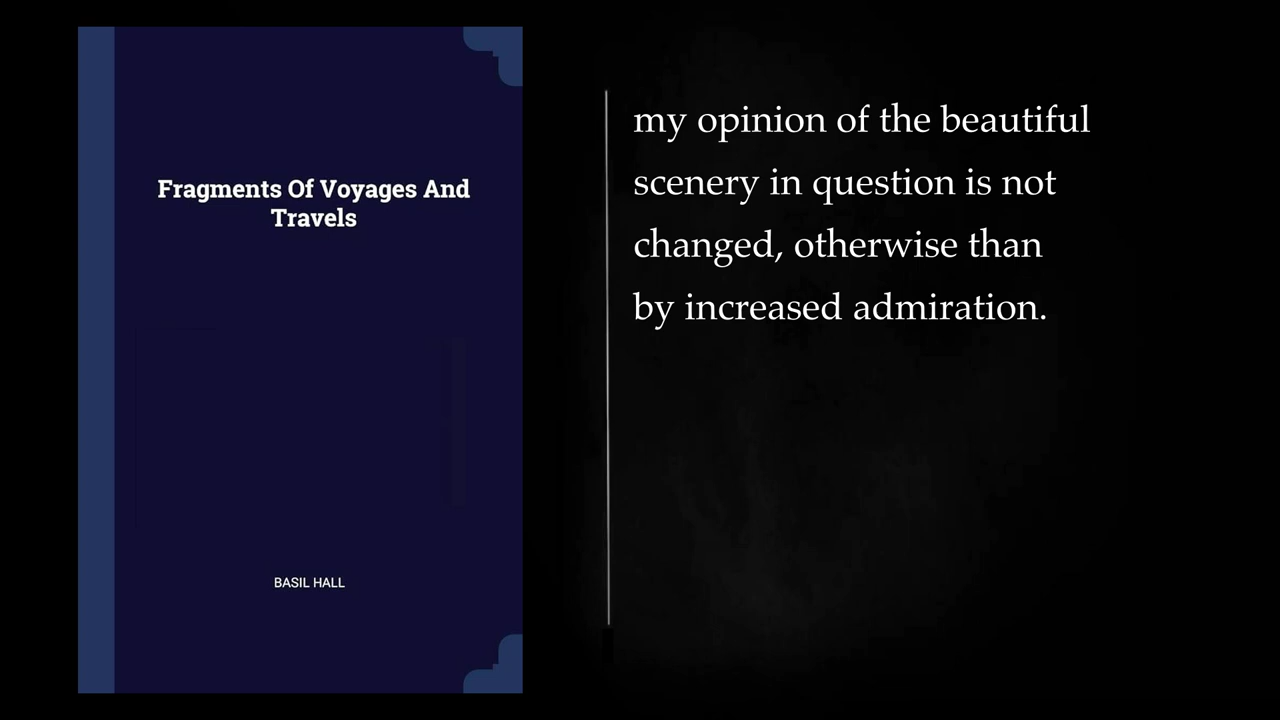 Fragments Of Voyages And
Travels
BASIL HALL
my opinion of the beautiful
scenery in question is not
changed, otherwise than
by increased admiration.